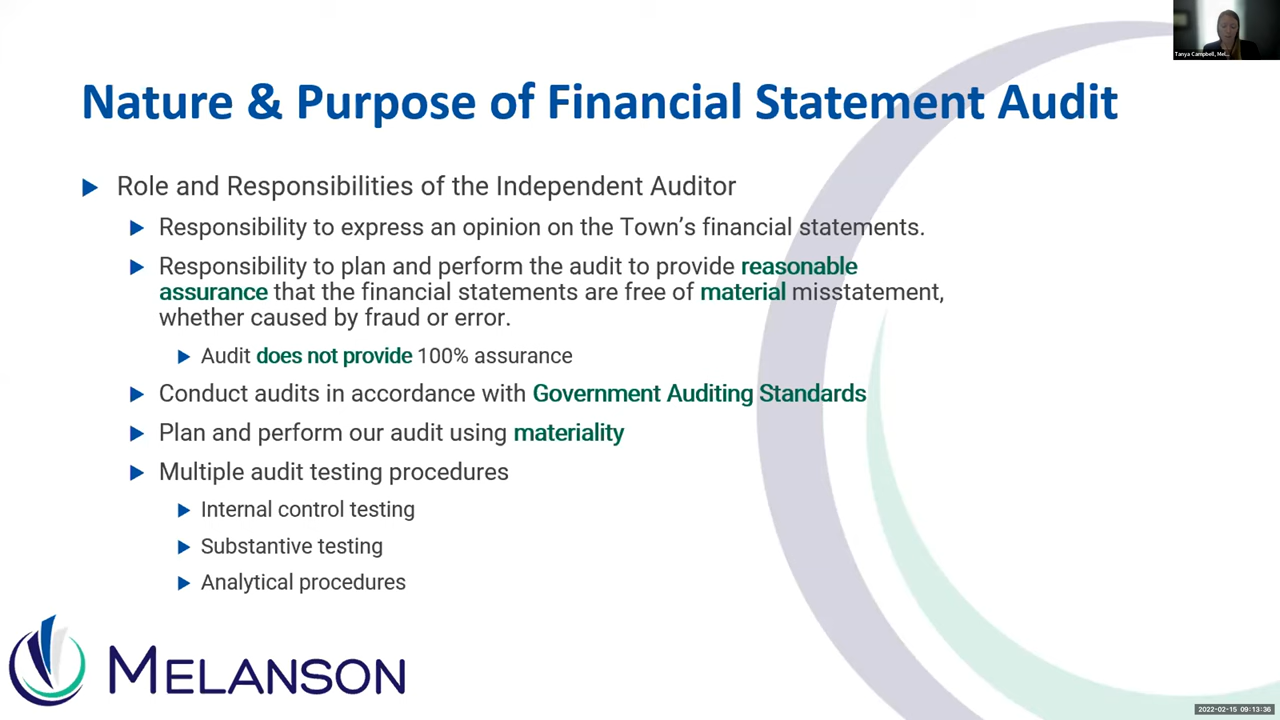 Tanya Campbell, Mel...
Nature & Purpose of Financial Statement Audit
Role and Responsibilities of the Independent Auditor
Responsibility to express an opinion on the Town’s financial statements.
Responsibility to plan and perform the audit to provide reasonable
assurance that the financial statements are free of material misstatement,
whether caused by fraud or error.
Audit does not provide 100% assurance
Conduct audits in accordance with Government Auditing Standards
Plan and perform our audit using materiality
Multiple audit testing procedures
Internal control testing
Substantive testing
Analytical procedures
MELANSON
2022-02-15 09:13:36